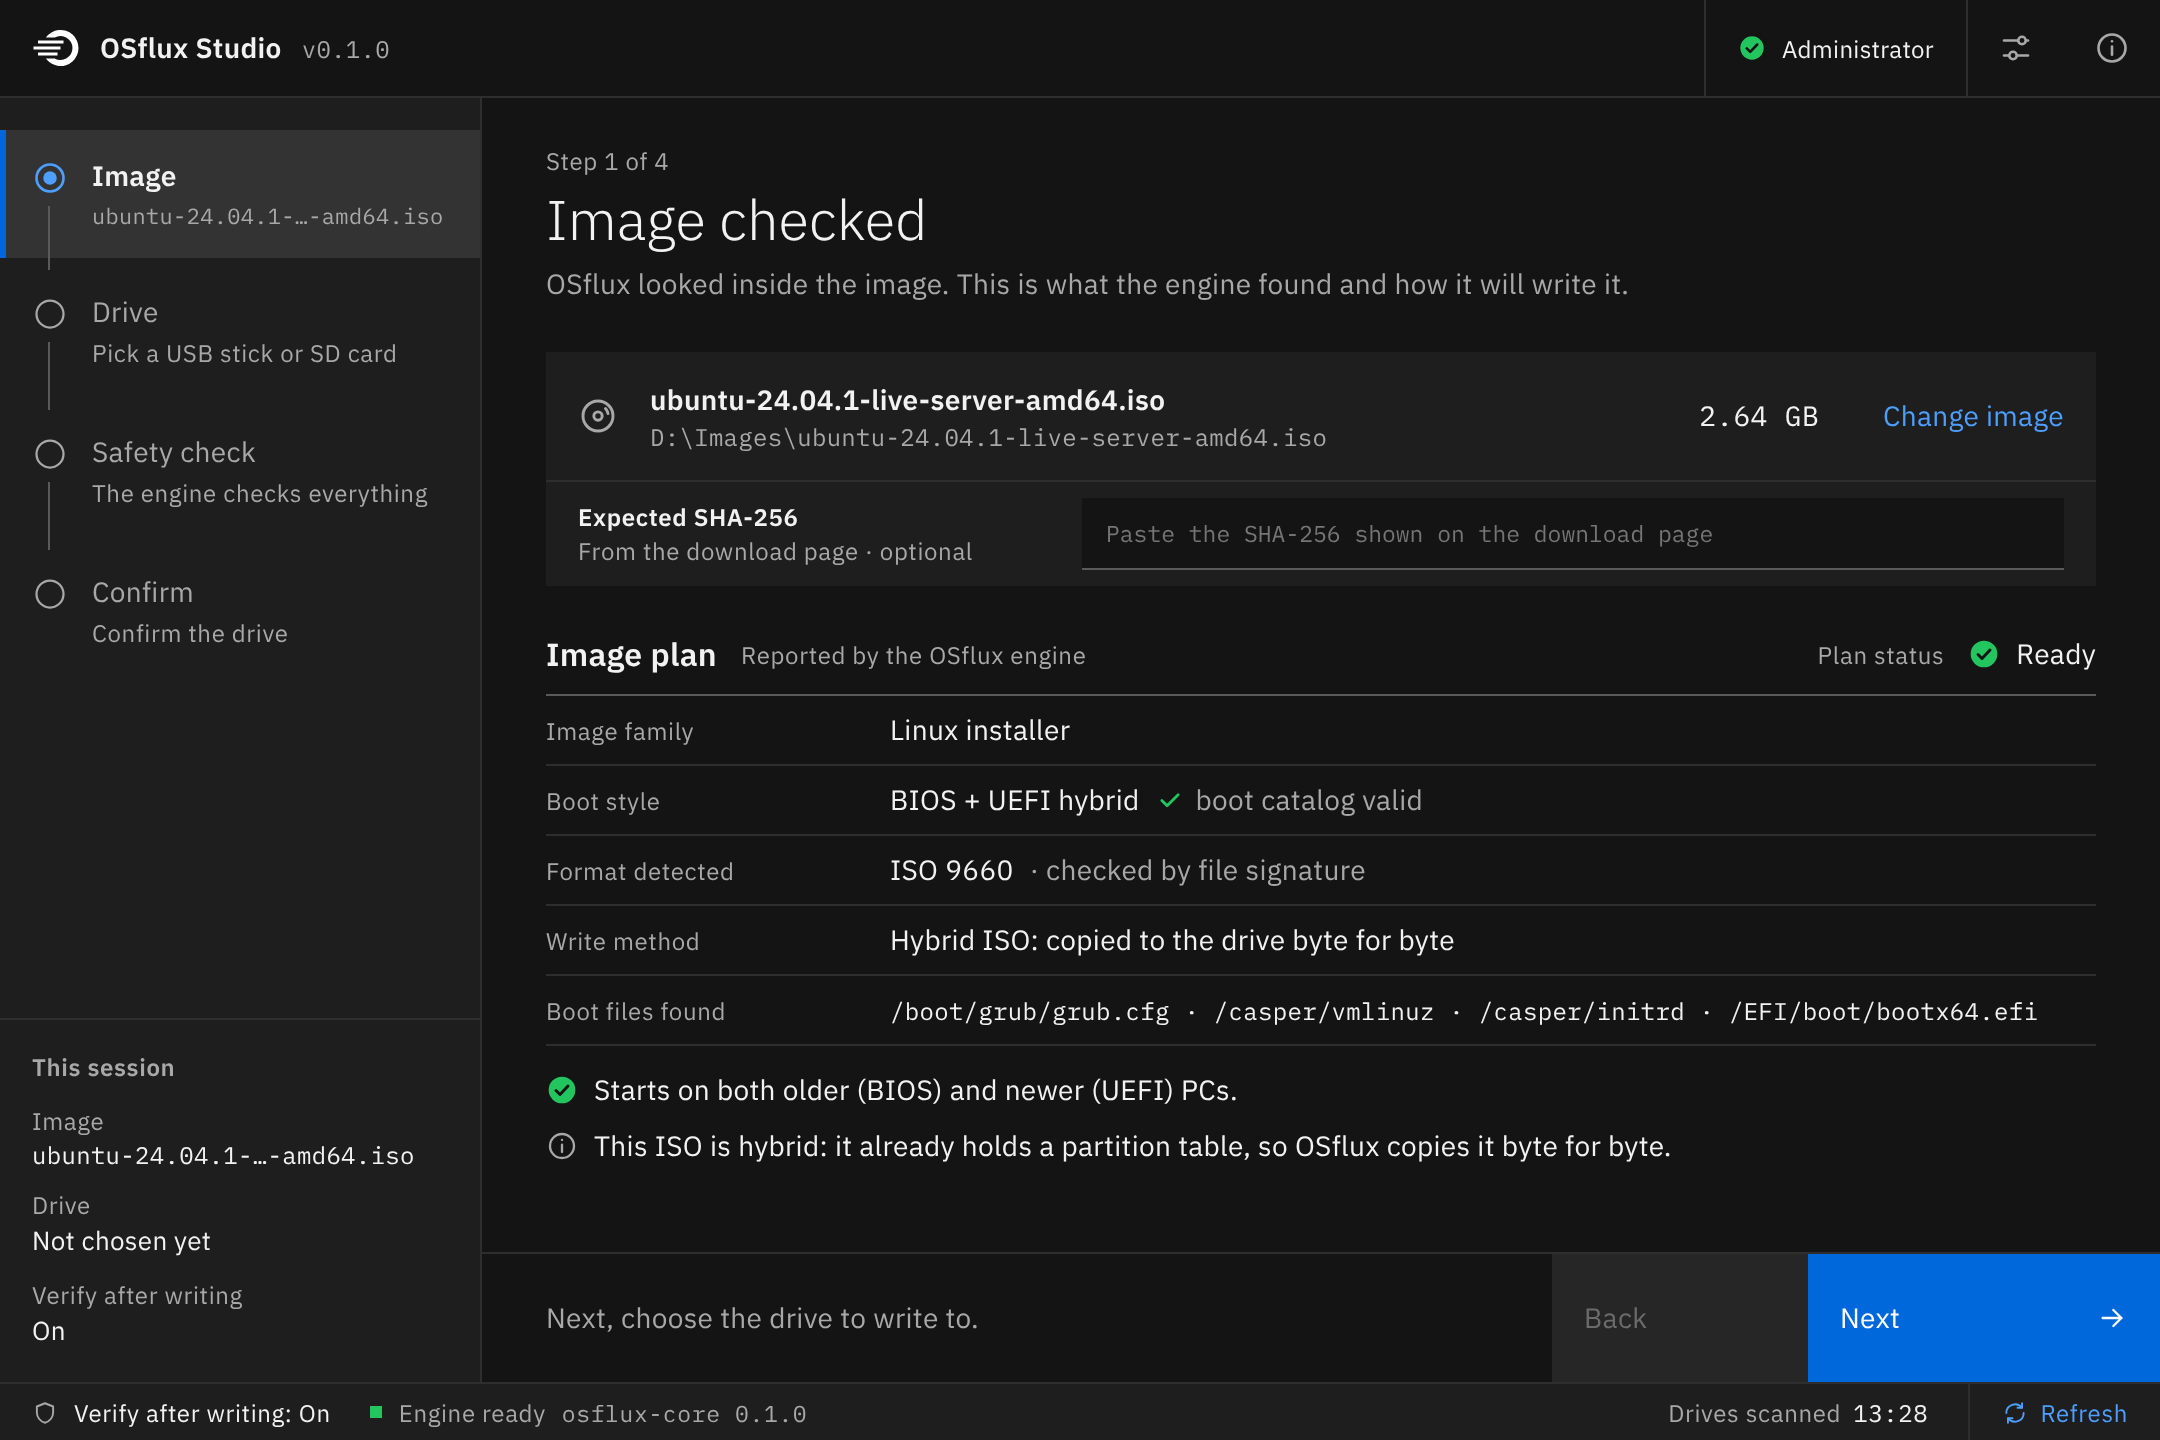 OSflux Studio v0.1.0
Administrator
Image
ubuntu-24.04.1-…-amd64.iso
Drive
Pick a USB stick or SD card
Safety check
The engine checks everything
Confirm
Confirm the drive
This session
Image
ubuntu-24.04.1-…-amd64.iso
Drive
Not chosen yet
Verify after writing
On
Step 1 of 4
Image checked
OSflux looked inside the image. This is what the engine found and how it will write it.
ubuntu-24.04.1-live-server-amd64.iso
D:\Images\ubuntu-24.04.1-live-server-amd64.iso
2.64 GB
Change image
Expected SHA-256
From the download page · optional
Paste the SHA-256 shown on the download page
Image plan Reported by the OSflux engine Plan status Ready
Image family Linux installer
Boot style BIOS + UEFI hybrid ✓ boot catalog valid
Format detected ISO 9660 · checked by file signature
Write method Hybrid ISO: copied to the drive byte for byte
Boot files found /boot/grub/grub.cfg · /casper/vmlinuz · /casper/initrd · /EFI/boot/bootx64.efi
Starts on both older (BIOS) and newer (UEFI) PCs.
This ISO is hybrid: it already holds a partition table, so OSflux copies it byte for byte.
Next, choose the drive to write to.
Back
Next →
Verify after writing: On Engine ready osflux-core 0.1.0 Drives scanned 13:28 Refresh